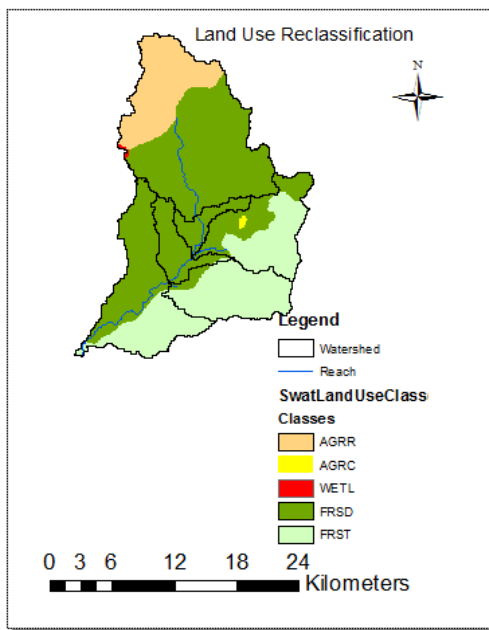 Land Use Reclassification
N
Legend
Watershed
Reach
SwatLandUseClass
Classes
AGRR
AGRC
WETL
FRSD
FRST
0 3 6 12 18 24
Kilometers